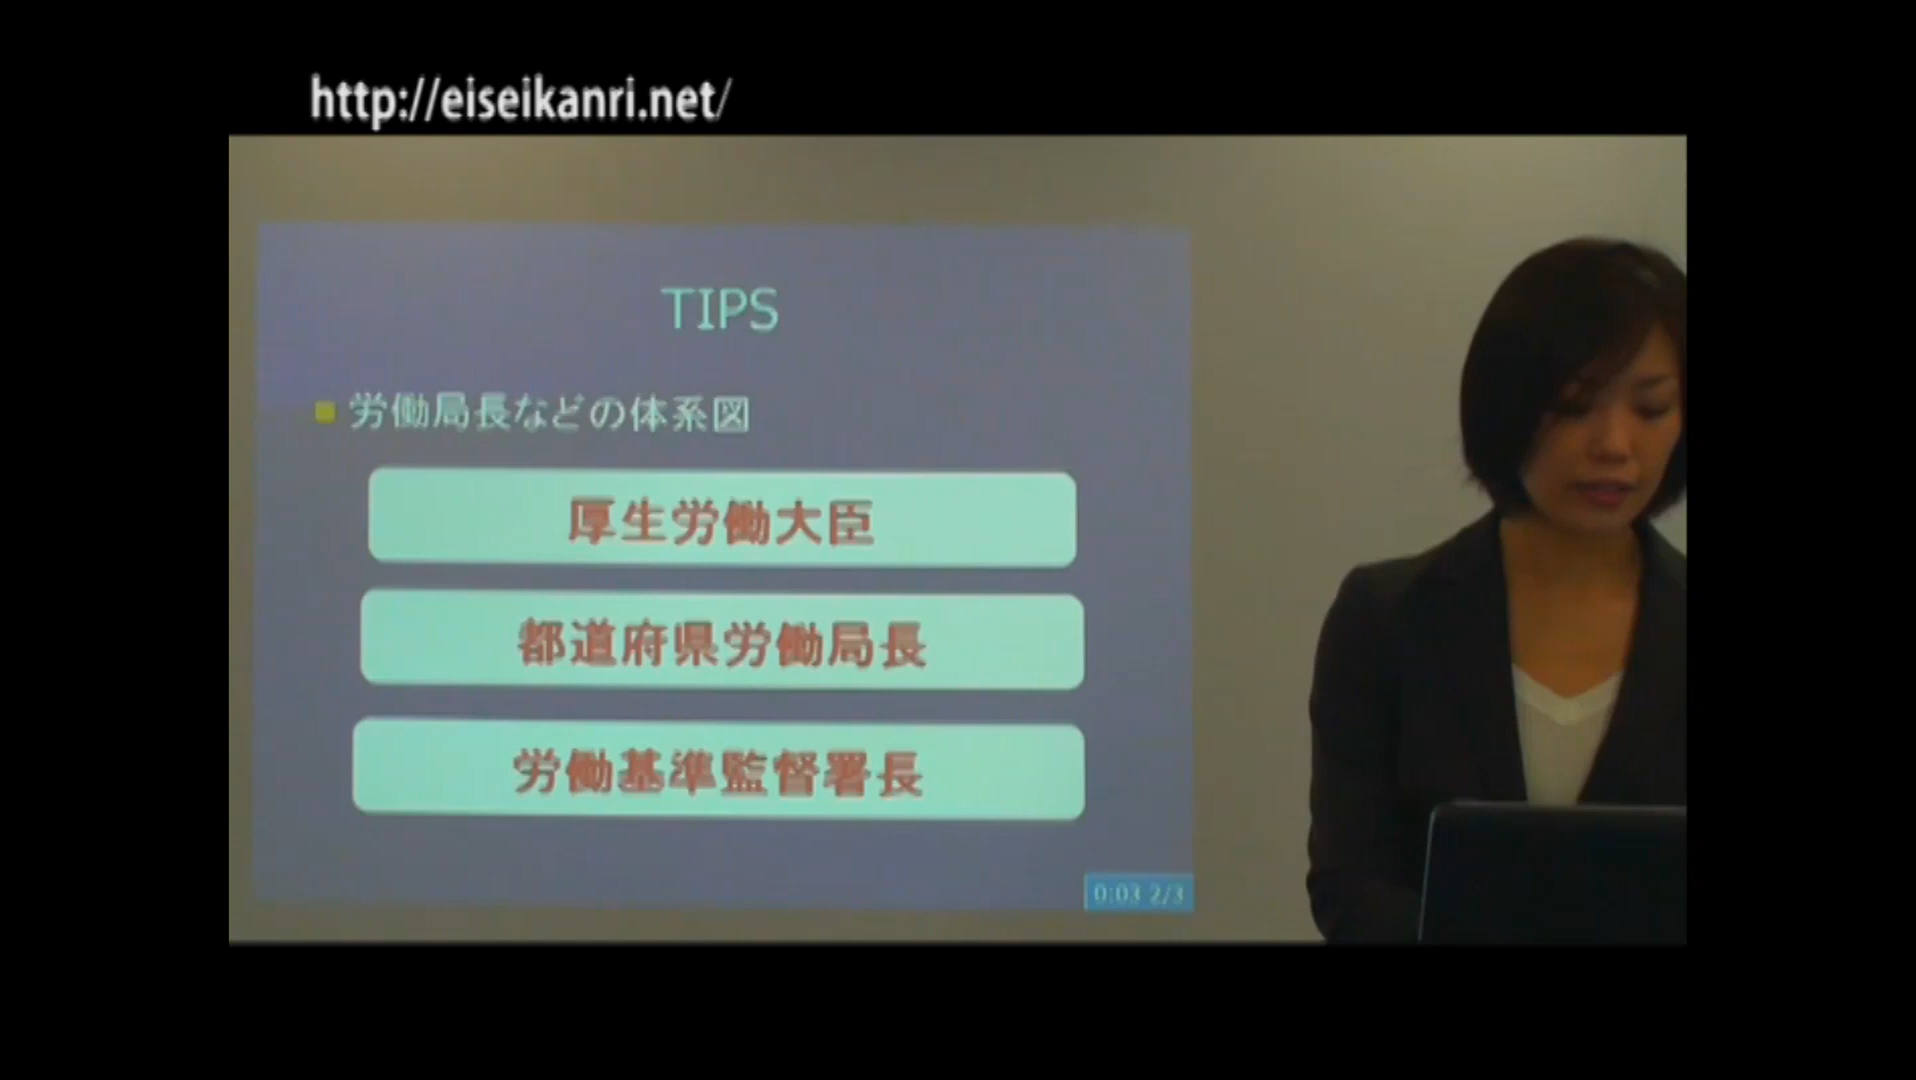 http://eiseikanri.net/
TIPS
労働局長などの体系図
厚生労働大臣
都道府県労働局長
労働基準監督署長
0:03 2/3